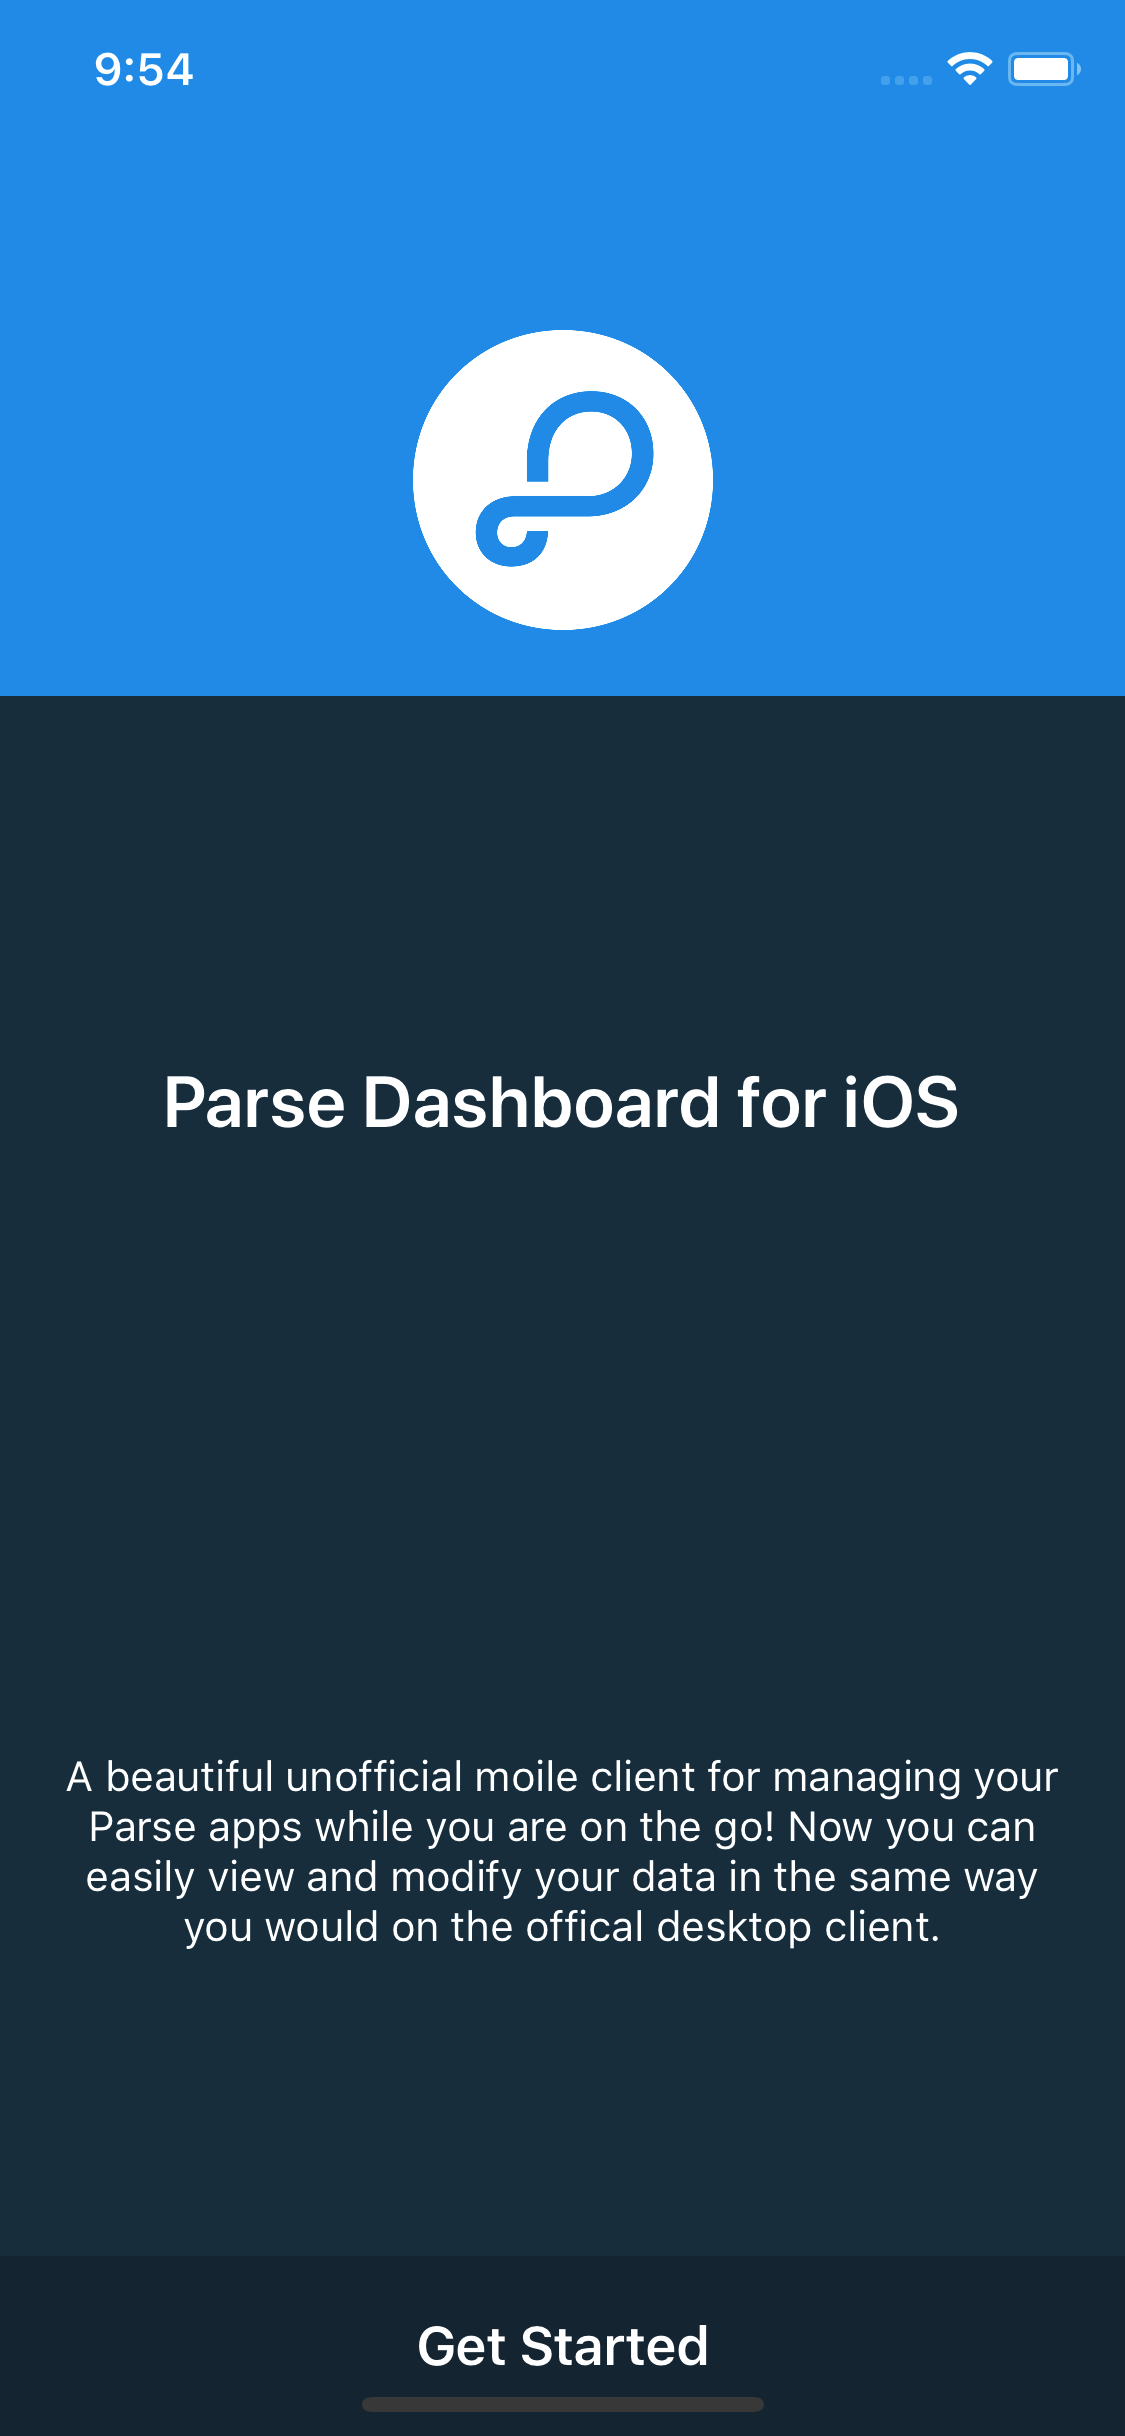 9:54
Parse Dashboard for iOS
A beautiful unofficial moile client for managing your
Parse apps while you are on the go! Now you can
easily view and modify your data in the same way
you would on the offical desktop client.
Get Started